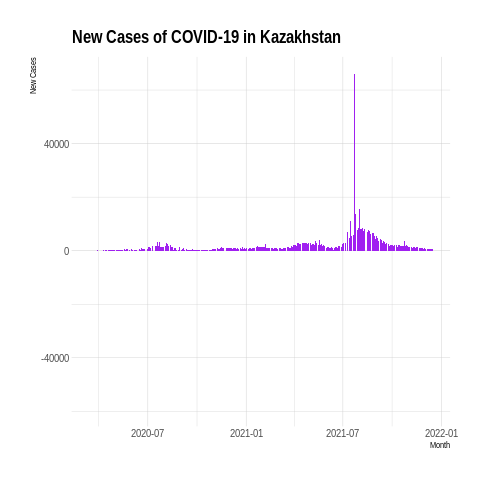 New Cases of COVID-19 in Kazakhstan
New Cases
40000
0
-40000
2020-07
2021-01
2021-07
2022-01
Month